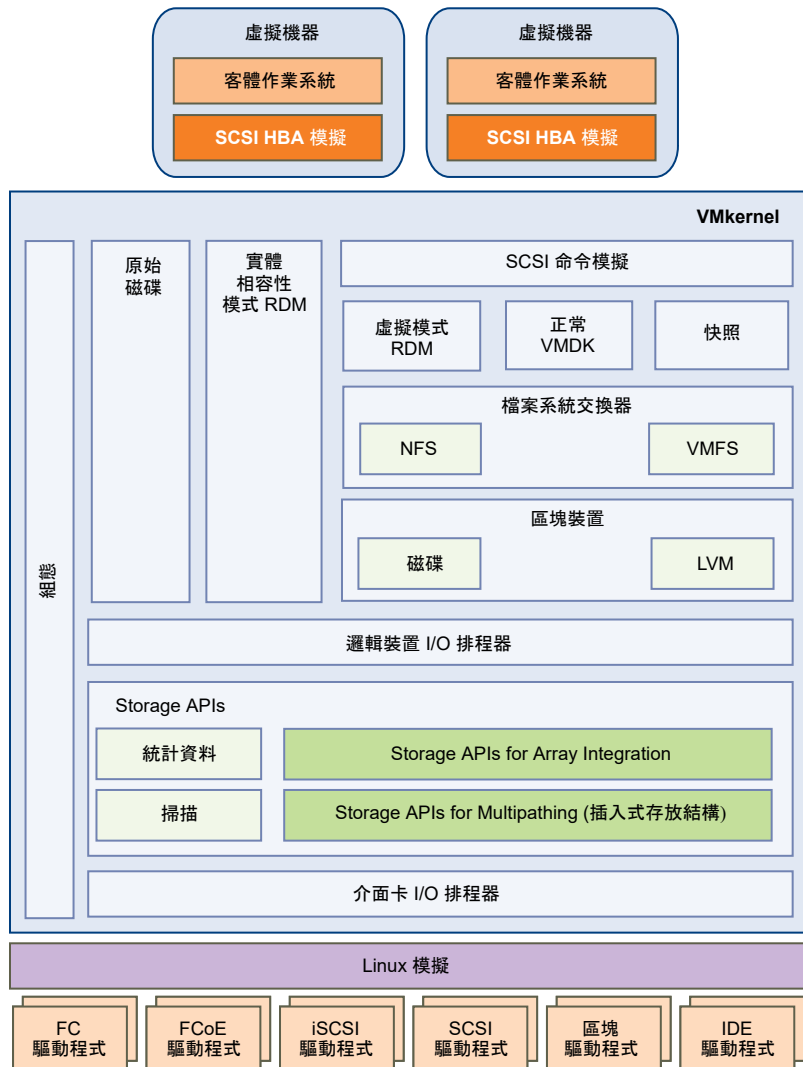 虛擬機器
客體作業系統
SCSI HBA 模擬
虛擬機器
客體作業系統
SCSI HBA 模擬
VMkernel
組態
原始
磁碟
實體
相容性
模式 RDM
SCSI 命令模擬
虛擬模式
RDM
正常
VMDK
快照
檔案系統交換器
NFS
VMFS
區塊裝置
磁碟
LVM
邏輯裝置 I/O 排程器
Storage APIs
統計資料
Storage APIs for Array Integration
掃描
Storage APIs for Multipathing (插入式存放結構)
介面卡 I/O 排程器
Linux 模擬
FC
驅動程式
FCoE
驅動程式
iSCSI
驅動程式
SCSI
驅動程式
區塊
驅動程式
IDE
驅動程式